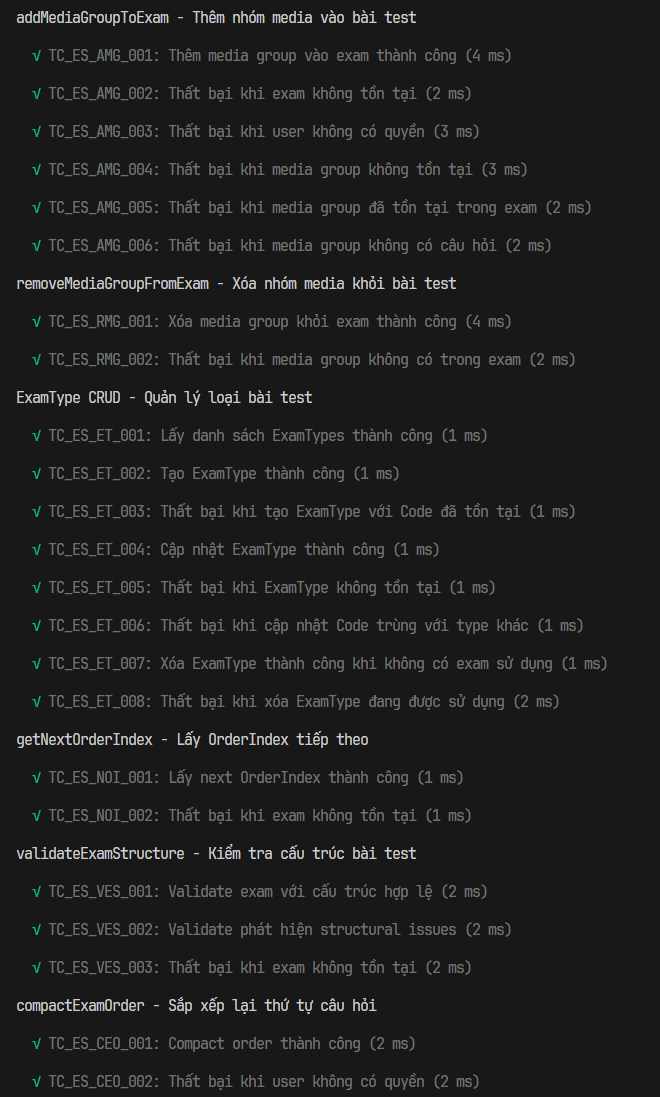 addMediaGroupToExam - Thêm nhóm media vào bài test
√ TC_ES_AMG_001: Thêm media group vào exam thành công (4 ms)
√ TC_ES_AMG_002: Thất bại khi exam không tồn tại (2 ms)
√ TC_ES_AMG_003: Thất bại khi user không có quyền (3 ms)
√ TC_ES_AMG_004: Thất bại khi media group không tồn tại (3 ms)
√ TC_ES_AMG_005: Thất bại khi media group đã tồn tại trong exam (2 ms)
√ TC_ES_AMG_006: Thất bại khi media group không có câu hỏi (2 ms)
removeMediaGroupFromExam - Xóa nhóm media khỏi bài test
√ TC_ES_RMG_001: Xóa media group khỏi exam thành công (4 ms)
√ TC_ES_RMG_002: Thất bại khi media group không có trong exam (2 ms)
ExamType CRUD - Quản lý loại bài test
√ TC_ES_ET_001: Lấy danh sách ExamTypes thành công (1 ms)
√ TC_ES_ET_002: Tạo ExamType thành công (1 ms)
√ TC_ES_ET_003: Thất bại khi tạo ExamType với Code đã tồn tại (1 ms)
√ TC_ES_ET_004: Cập nhật ExamType thành công (1 ms)
√ TC_ES_ET_005: Thất bại khi ExamType không tồn tại (1 ms)
√ TC_ES_ET_006: Thất bại khi cập nhật Code trùng với type khác (1 ms)
√ TC_ES_ET_007: Xóa ExamType thành công khi không có exam sử dụng (1 ms)
√ TC_ES_ET_008: Thất bại khi xóa ExamType đang được sử dụng (2 ms)
getNextOrderIndex - Lấy OrderIndex tiếp theo
√ TC_ES_NOI_001: Lấy next OrderIndex thành công (1 ms)
√ TC_ES_NOI_002: Thất bại khi exam không tồn tại (1 ms)
validateExamStructure - Kiểm tra cấu trúc bài test
√ TC_ES_VES_001: Validate exam với cấu trúc hợp lệ (2 ms)
√ TC_ES_VES_002: Validate phát hiện structural issues (2 ms)
√ TC_ES_VES_003: Thất bại khi exam không tồn tại (2 ms)
compactExamOrder - Sắp xếp lại thứ tự câu hỏi
√ TC_ES_CEO_001: Compact order thành công (2 ms)
√ TC_ES_CEO_002: Thất bại khi user không có quyền (2 ms)